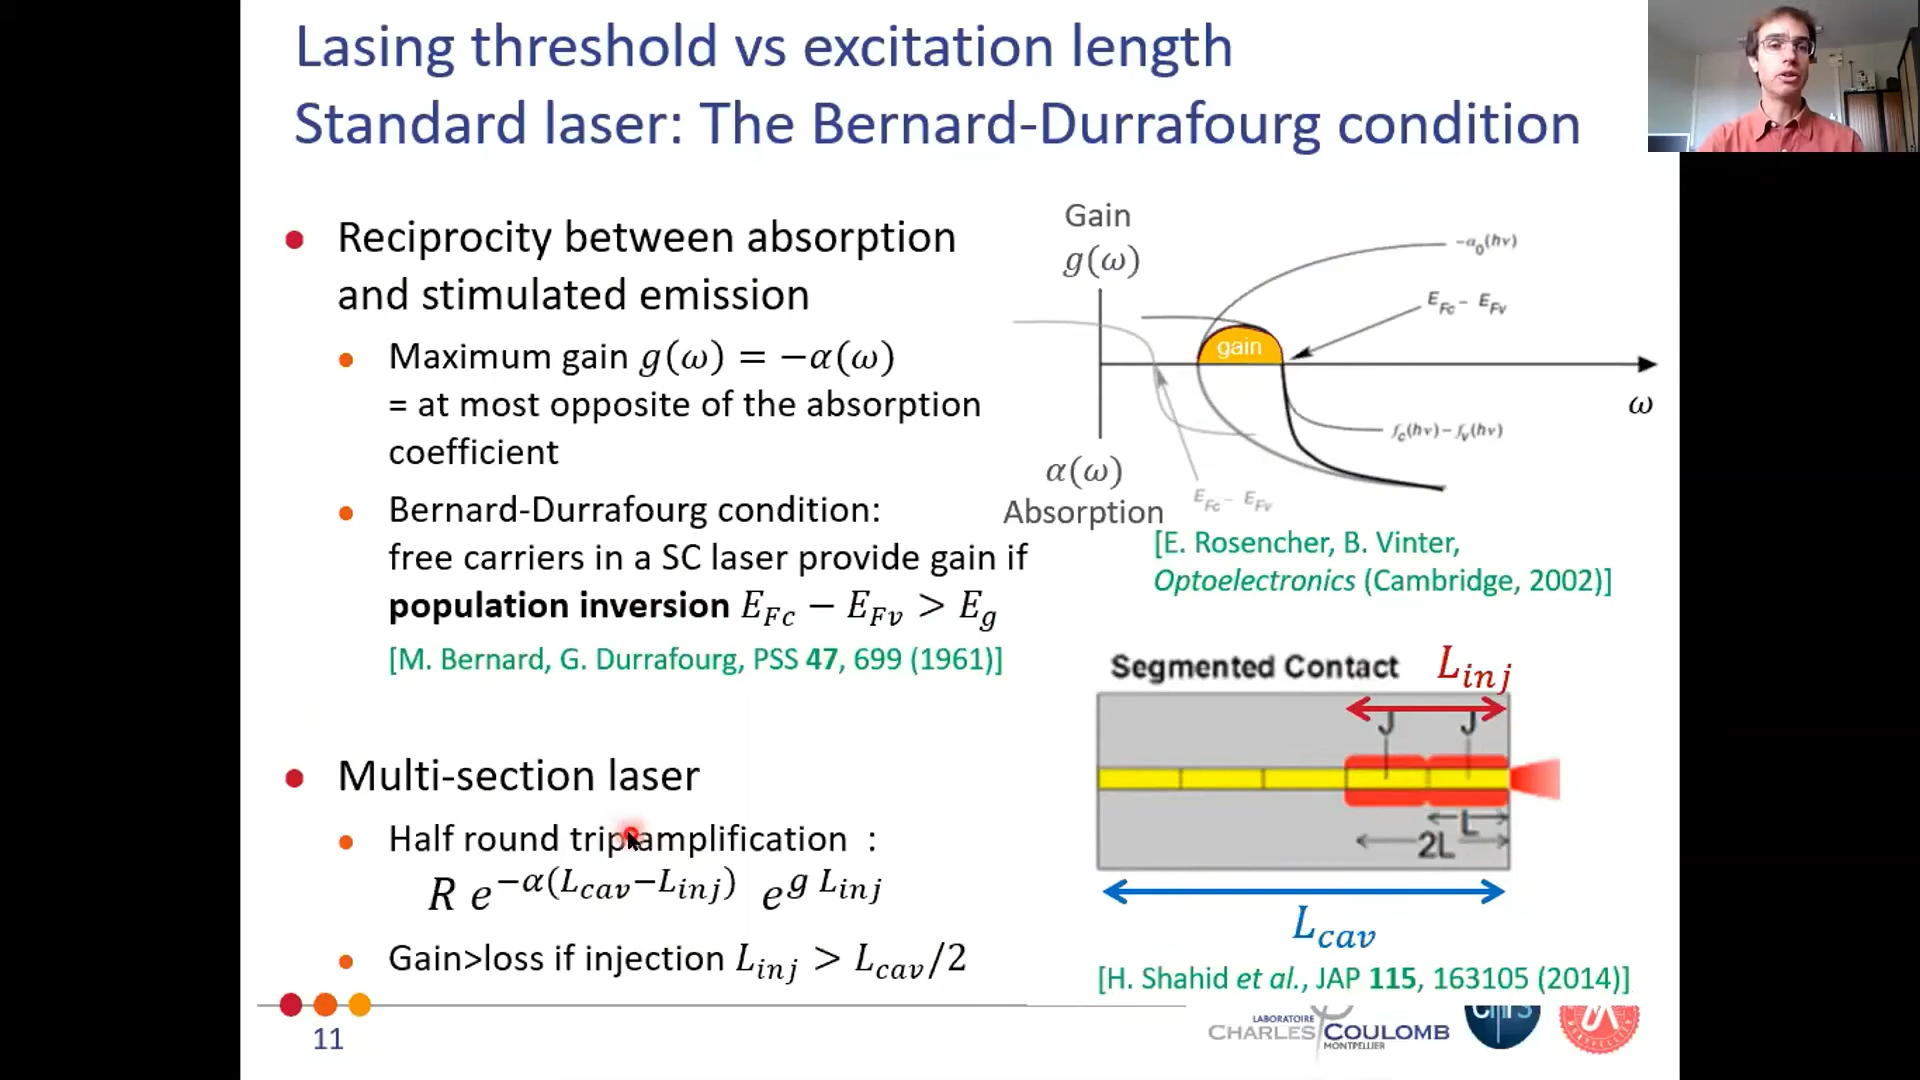 Lasing threshold vs excitation length
Standard laser: The Bernard-Durrafourg condition
Reciprocity between absorption
and stimulated emission
Maximum gain g(ω) = −α(ω)
= at most opposite of the absorption
coefficient
Bernard-Durrafourg condition:
free carriers in a SC laser provide gain if
population inversion E_Fc − E_Fv > E_g
[M. Bernard, G. Durrafourg, PSS 47, 699 (1961)]
Multi-section laser
Half round trip amplification :
R e^{−α(L_cav−L_inj)} e^{g L_inj}
Gain>loss if injection L_inj > L_cav/2
11
Gain
g(ω)
−α₀(hν)
E_Fc − E_Fv
gain
ω
f_c(hν)−f_v(hν)
α(ω)
Absorption
E_Fc − E_Fv
[E. Rosencher, B. Vinter,
Optoelectronics (Cambridge, 2002)]
Segmented Contact
L_inj
J J
L
2L
L_cav
[H. Shahid et al., JAP 115, 163105 (2014)]
LABORATOIRE
CHARLES COULOMB
MONTPELLIER